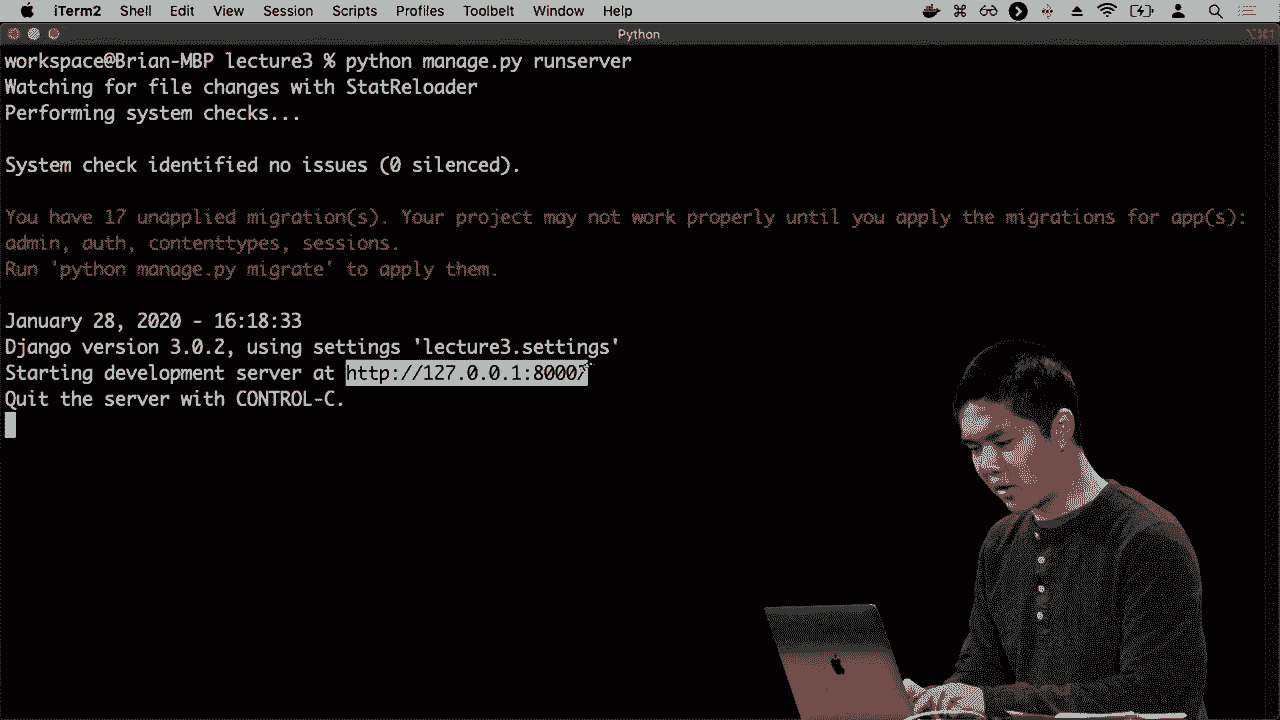 iTerm2 Shell Edit View Session Scripts Profiles Toolbelt Window Help
Python
workspace@Brian-MBP lecture3 % python manage.py runserver
Watching for file changes with StatReloader
Performing system checks...
System check identified no issues (0 silenced).
You have 17 unapplied migration(s). Your project may not work properly until you apply the migrations for app(s):
admin, auth, contenttypes, sessions.
Run 'python manage.py migrate' to apply them.
January 28, 2020 - 16:18:33
Django version 3.0.2, using settings 'lecture3.settings'
Starting development server at http://127.0.0.1:8000/
Quit the server with CONTROL-C.